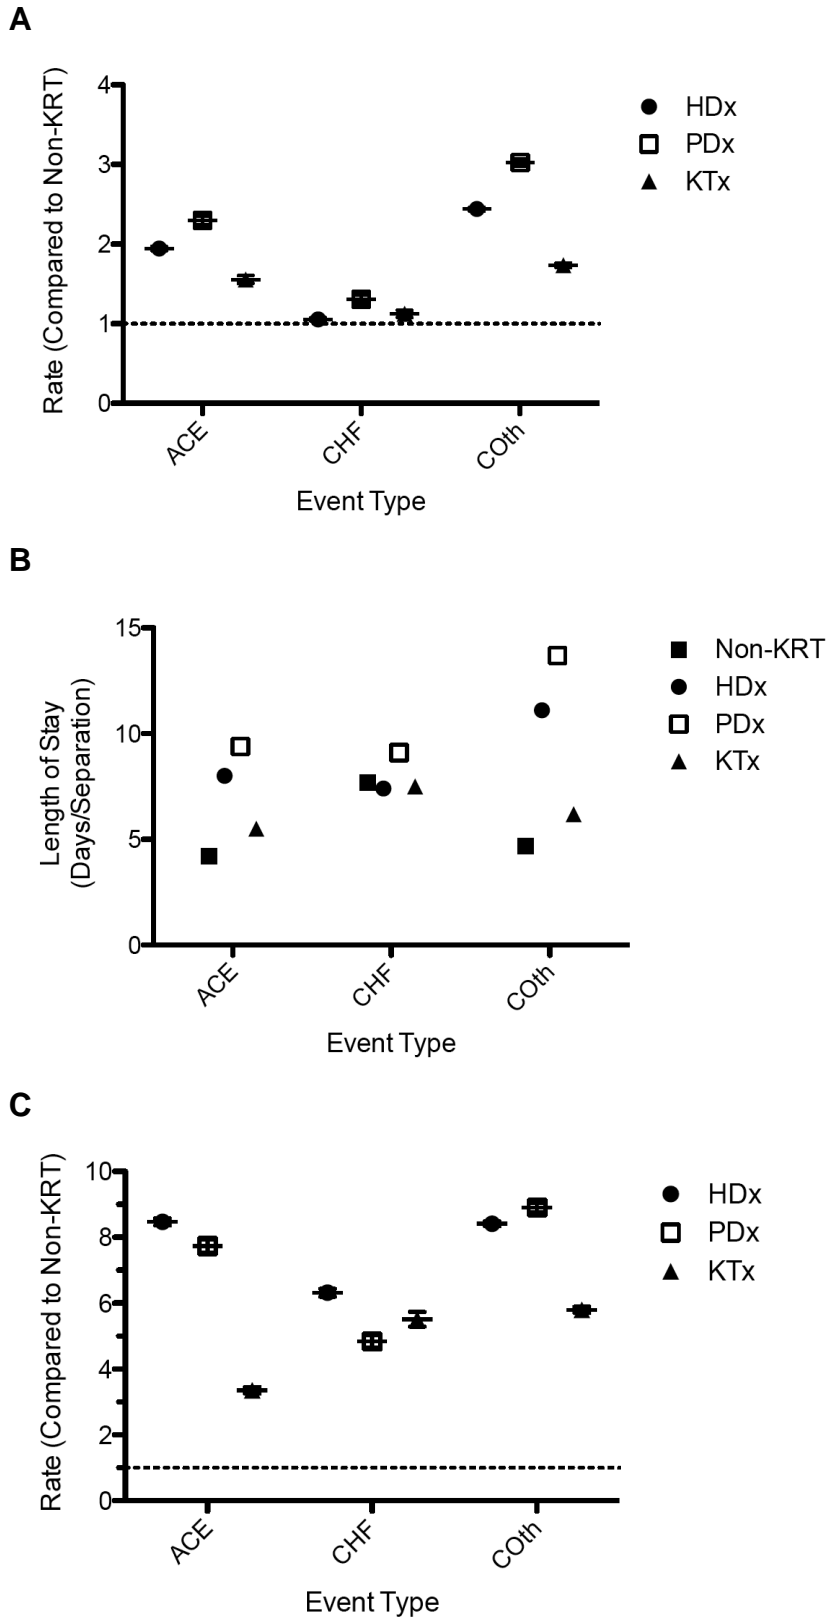 A
Rate (Compared to Non-KRT)
4
3
2
1
0
ACE
CHF
COth
Event Type
HDx
PDx
KTx
B
Length of Stay
(Days/Separation)
15
10
5
0
ACE
CHF
COth
Event Type
Non-KRT
HDx
PDx
KTx
C
Rate (Compared to Non-KRT)
10
8
6
4
2
0
ACE
CHF
COth
Event Type
HDx
PDx
KTx